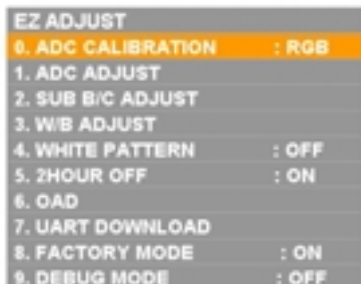 EZ ADJUST
0. ADC CALIBRATION : RGB
1. ADC ADJUST
2. SUB B/C ADJUST
3. W/B ADJUST
4. WHITE PATTERN : OFF
5. 2HOUR OFF : ON
6. OAD
7. UART DOWNLOAD
8. FACTORY MODE : ON
9. DEBUG MODE : OFF